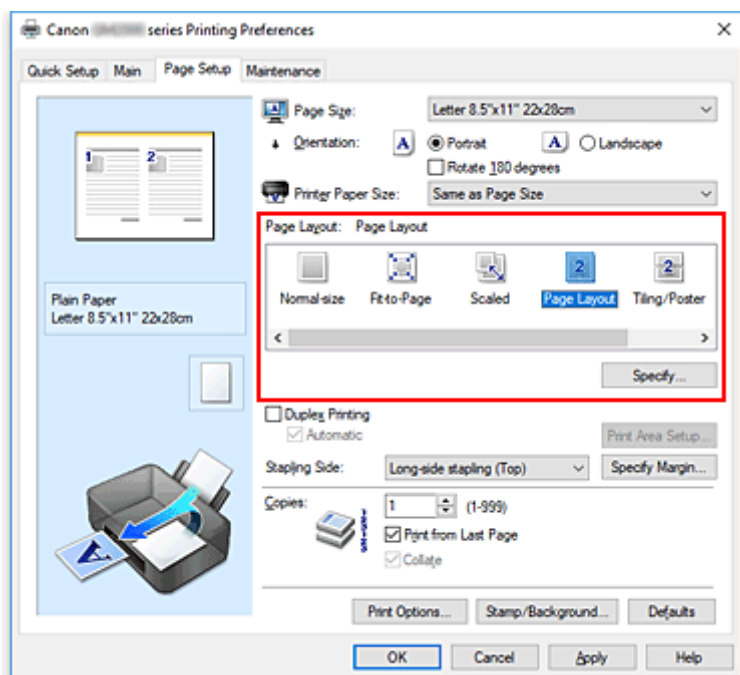 Canon series Printing Preferences
Quick Setup Main Page Setup Maintenance
Page Size: Letter 8.5"x11" 22x28cm
Orientation: A Portrait A Landscape
Rotate 180 degrees
Printer Paper Size: Same as Page Size
Page Layout: Page Layout
1 2
2 2
Normal-size Fit-to-Page Scaled Page Layout Tiling/Poster
Plain Paper
Letter 8.5"x11" 22x28cm
Specify...
Duplex Printing
Automatic
Print Area Setup...
Stapling Side: Long-side stapling (Top) Specify Margin...
Copies: 1 (1-999)
Print from Last Page
Collate
A
Print Options... Stamp/Background... Defaults
OK Cancel Apply Help